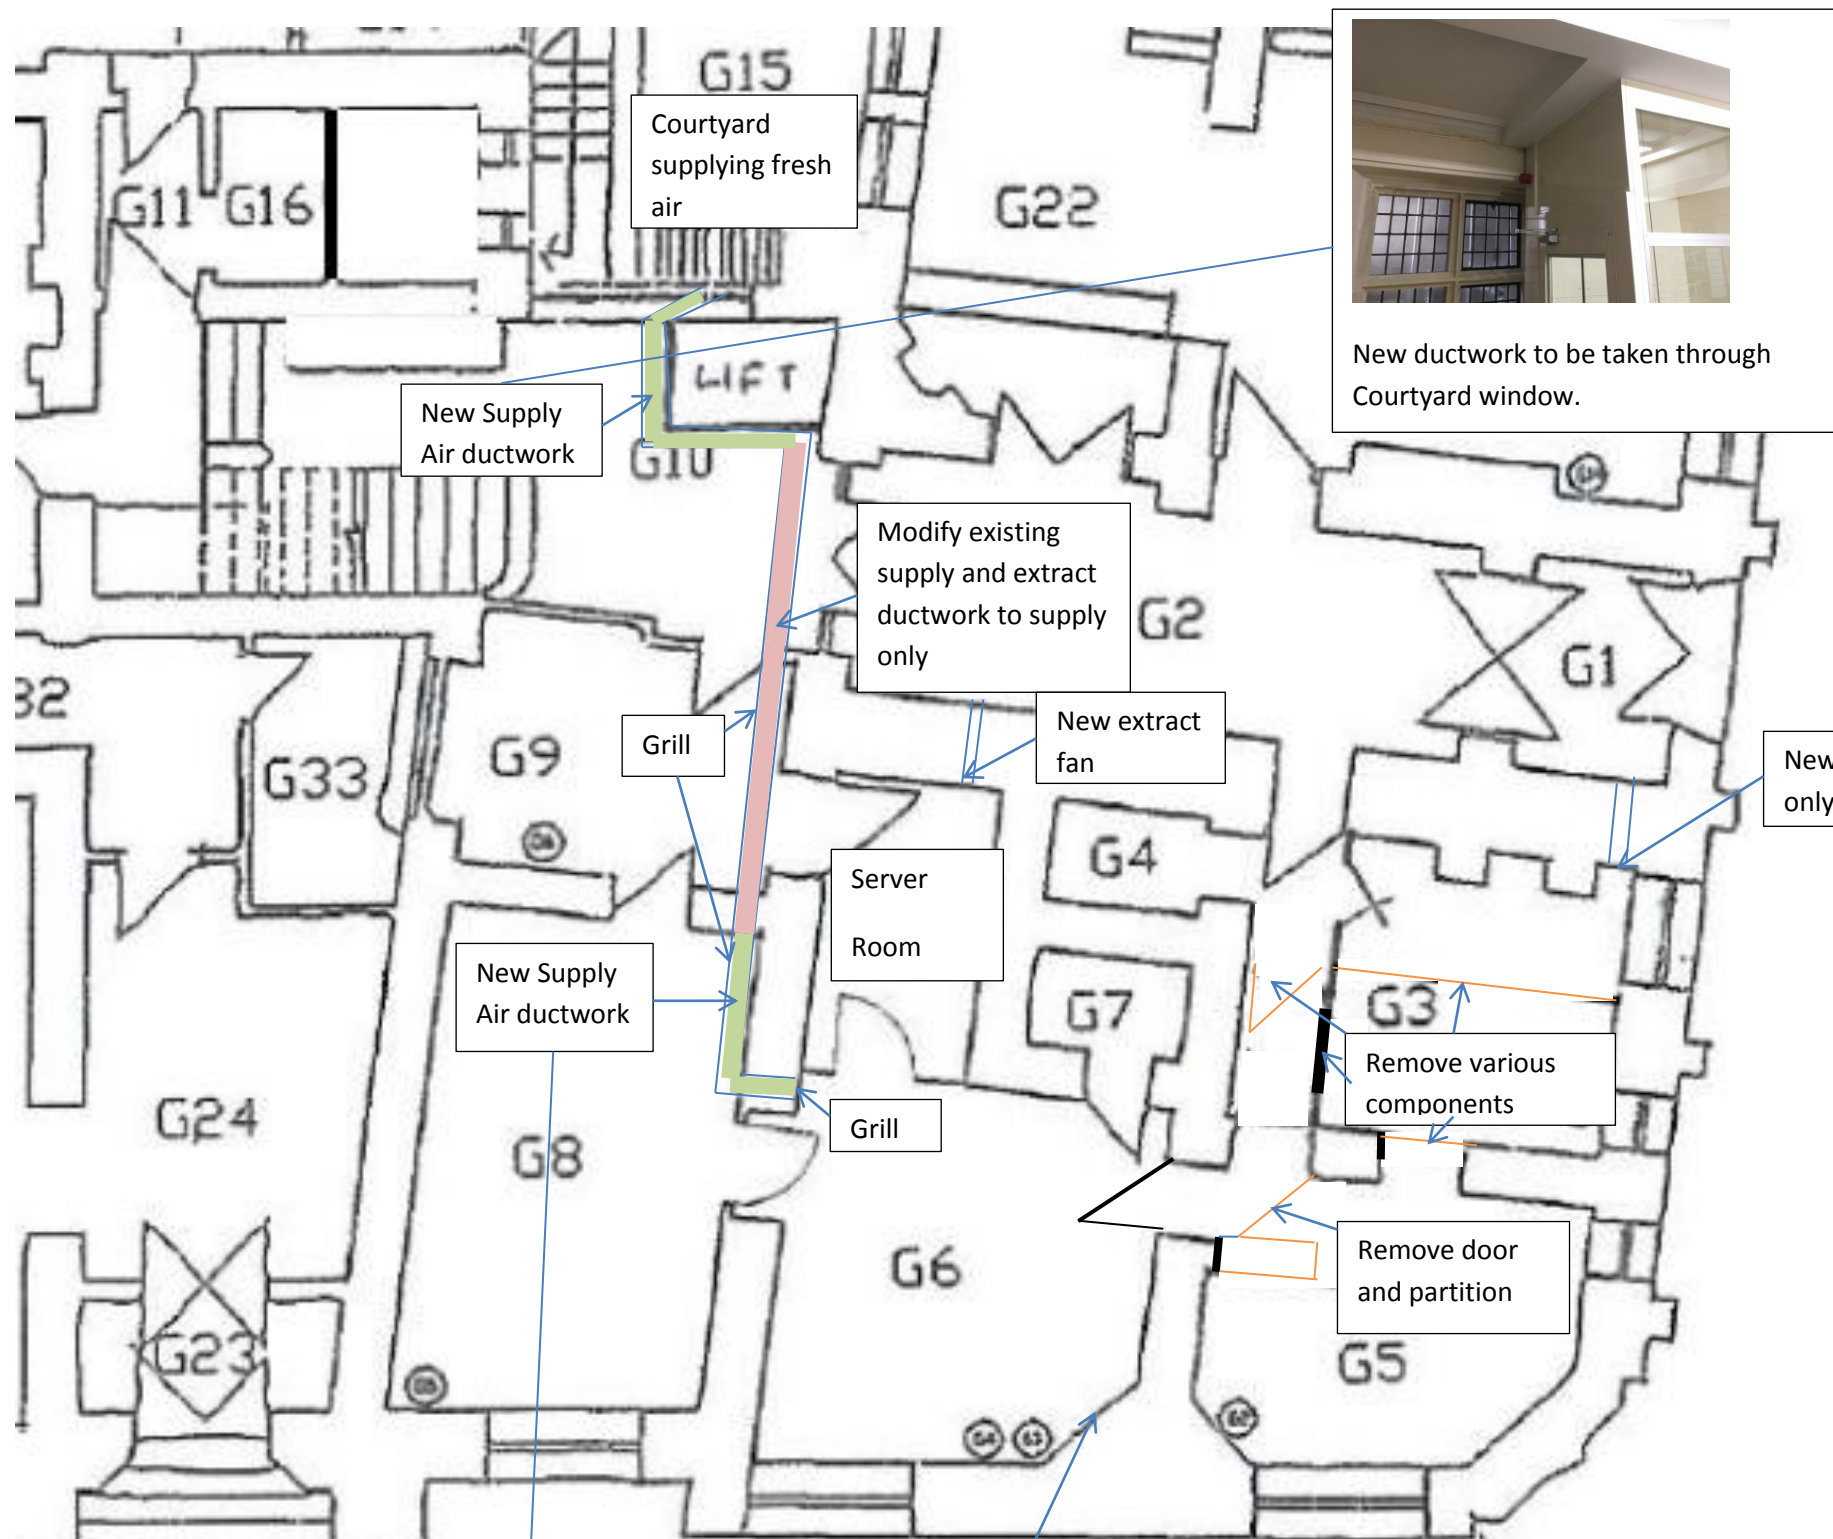 G15
Courtyard
supplying fresh
air
G11
G16
G22
New ductwork to be taken through
Courtyard window.
LIFT
New Supply
Air ductwork
G10
Modify existing
supply and extract
ductwork to supply
only
G2
G1
32
G33
G9
Grill
New extract
fan
New
only
G4
Server
Room
New Supply
Air ductwork
G7
G3
Remove various
components
G24
G8
Grill
G6
Remove door
and partition
G23
G5